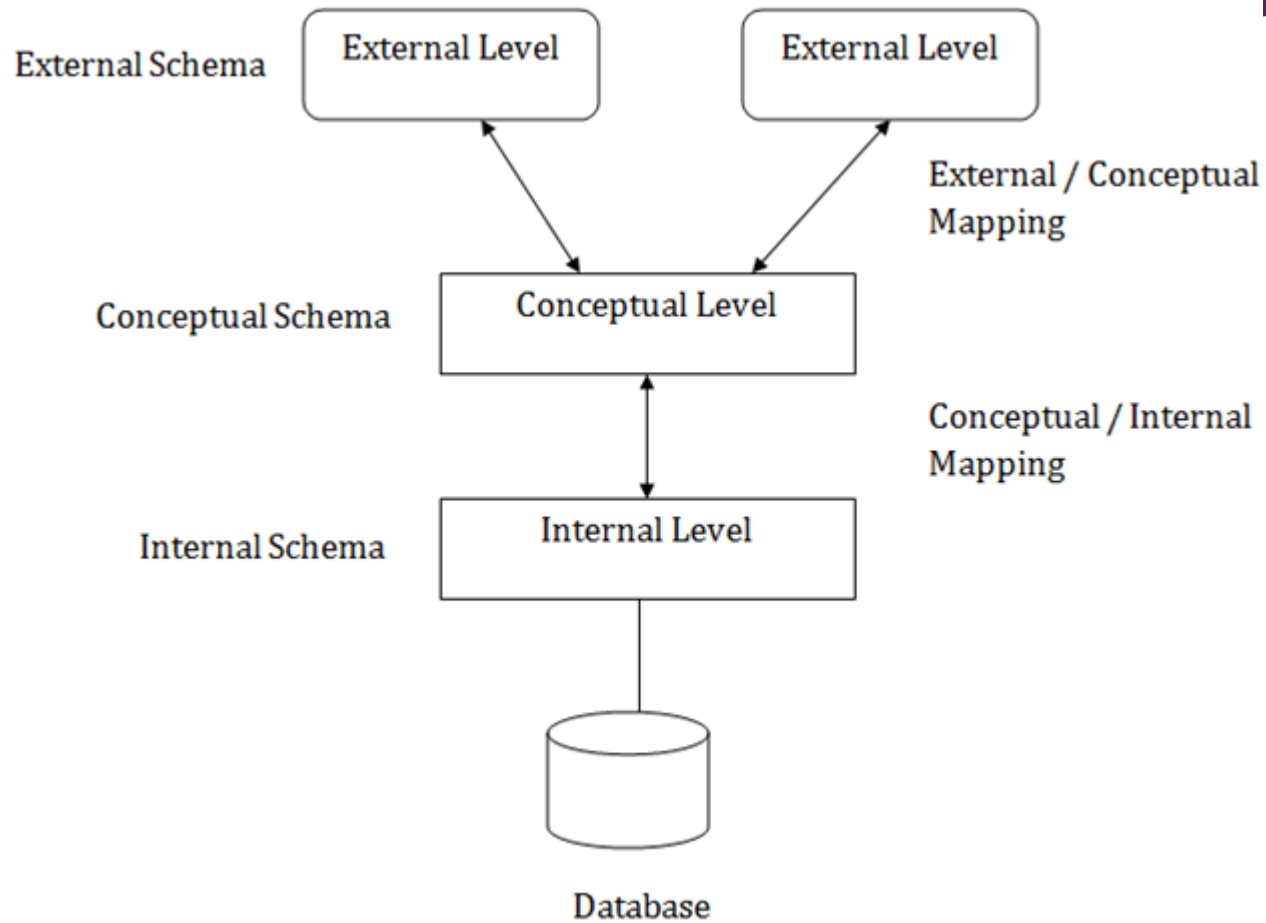 External Schema
External Level
External Level
External / Conceptual
Mapping
Conceptual Schema
Conceptual Level
Conceptual / Internal
Mapping
Internal Schema
Internal Level
Database